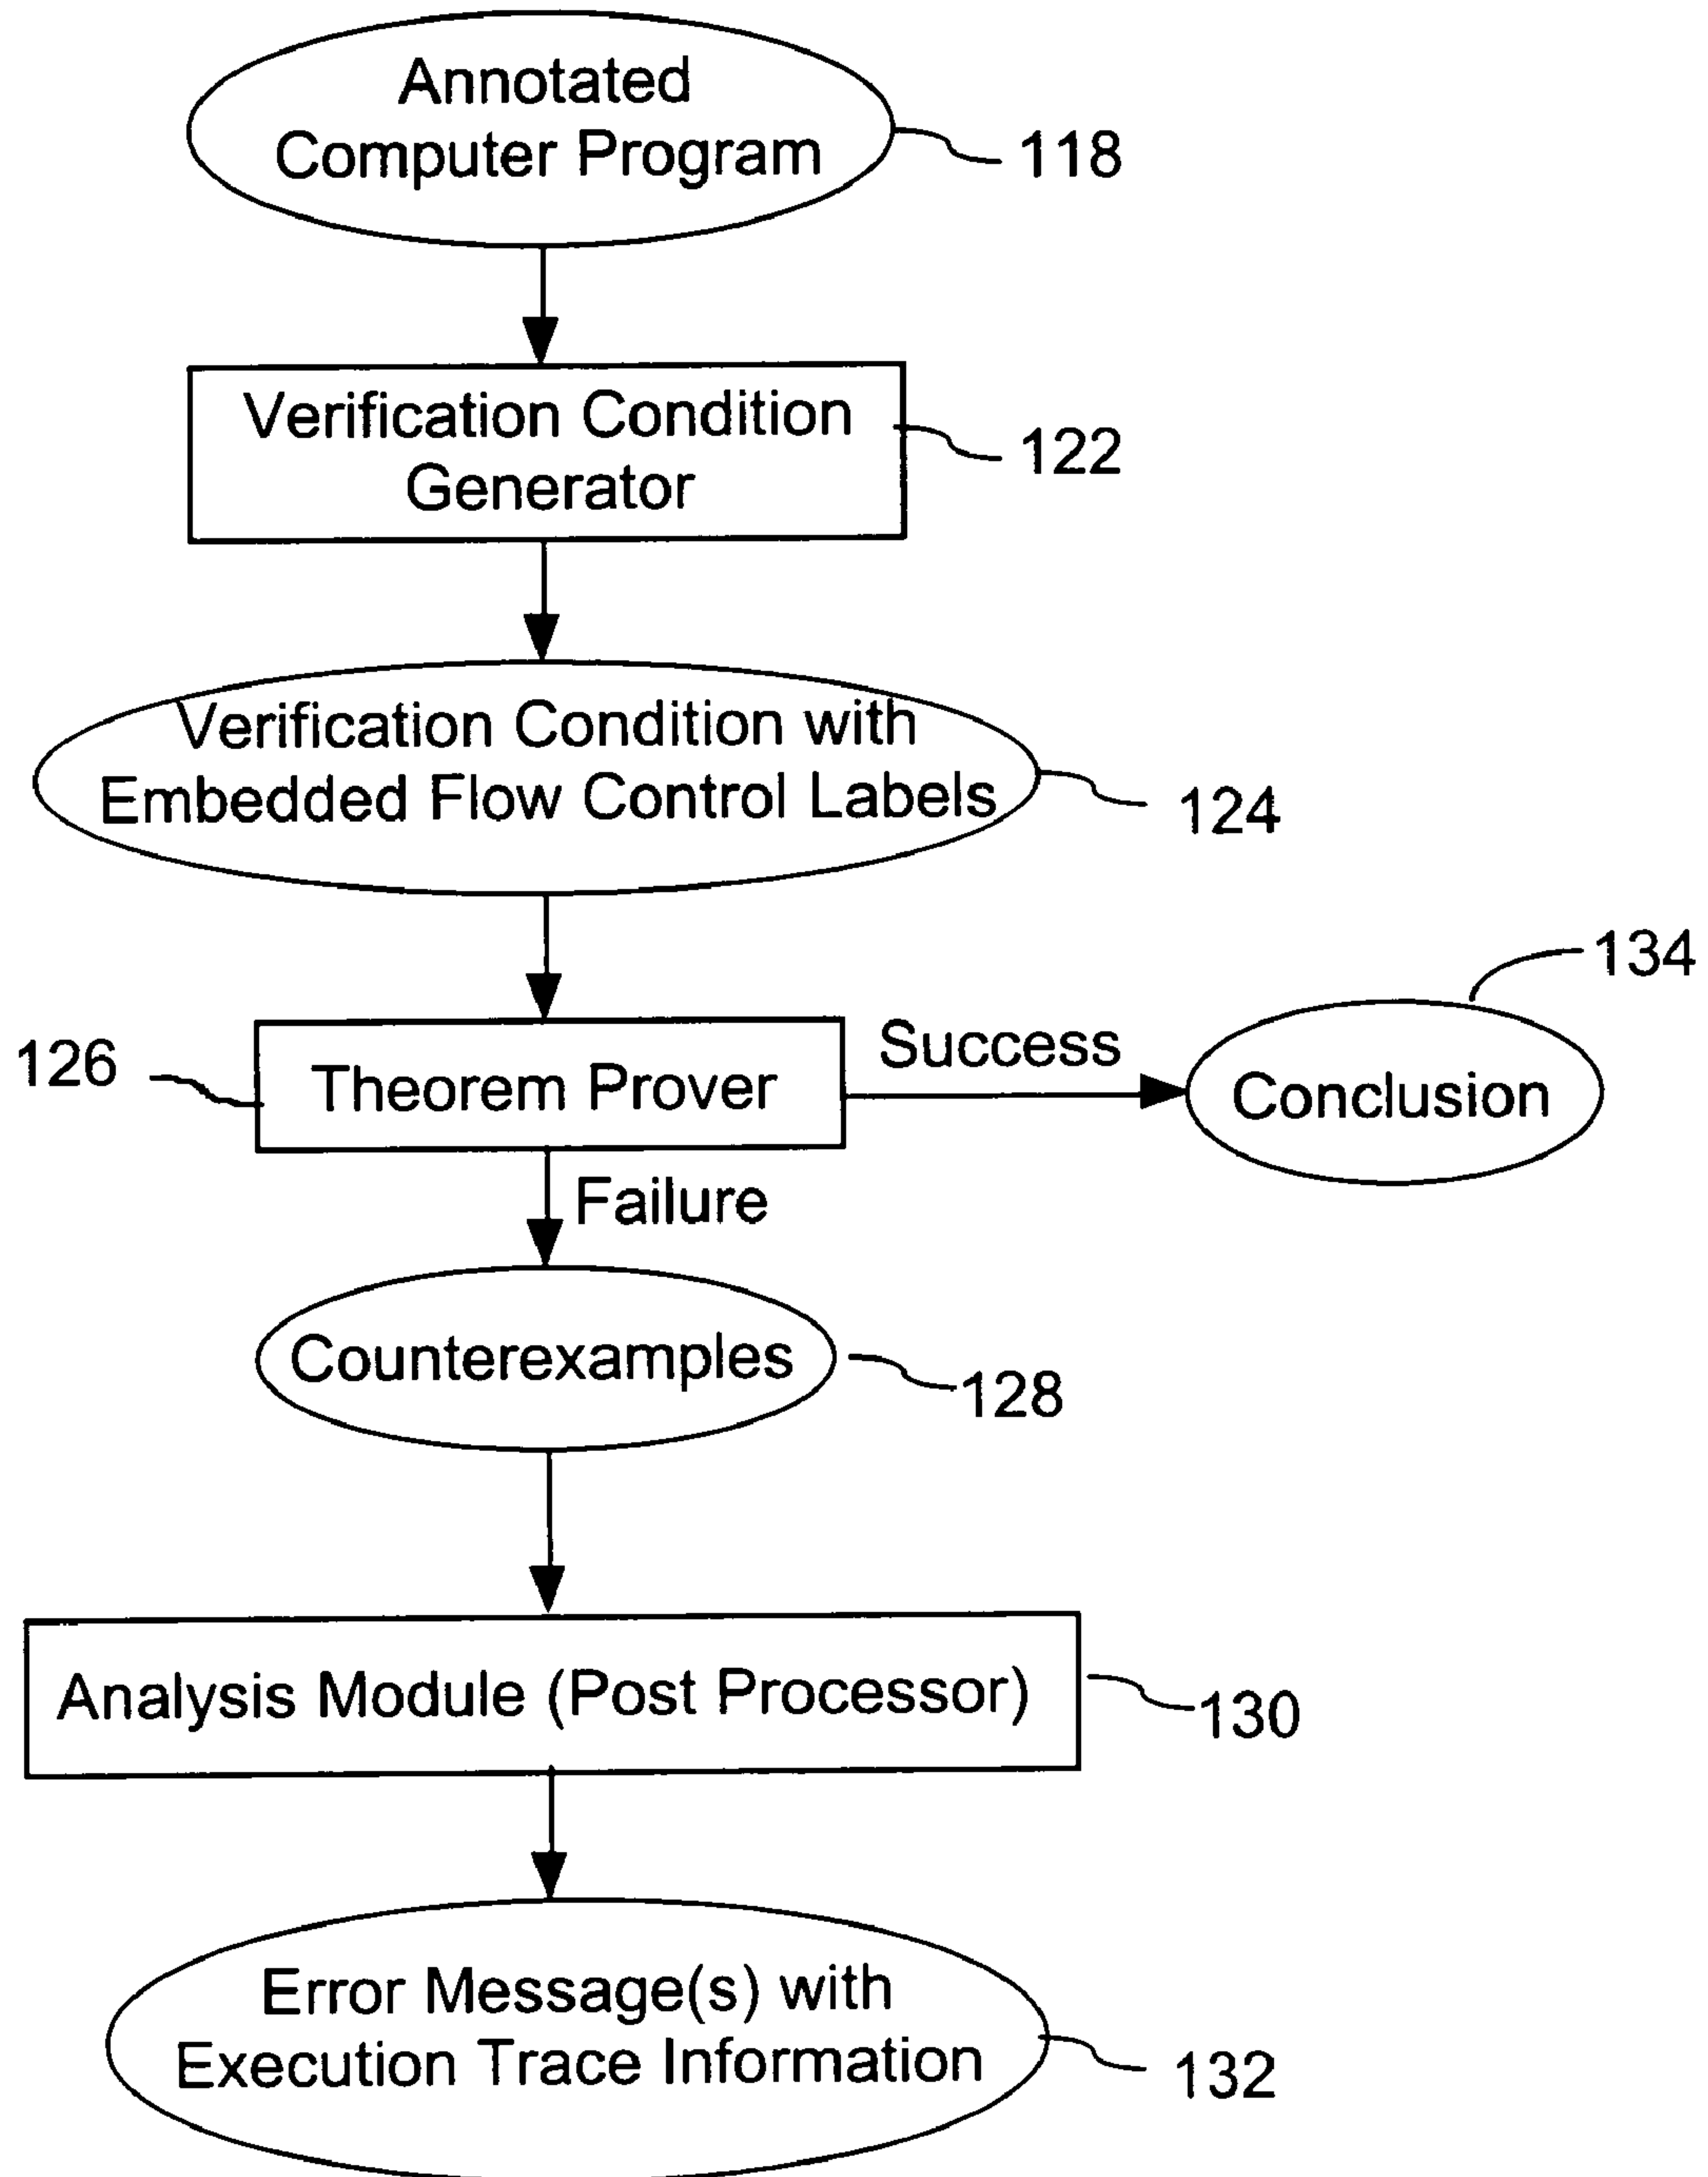 Annotated
Computer Program
118
Verification Condition
Generator
122
Verification Condition with
Embedded Flow Control Labels
124
134
126
Theorem Prover
Success
Conclusion
Failure
Counterexamples
128
Analysis Module (Post Processor)
130
Error Message(s) with
Execution Trace Information
132